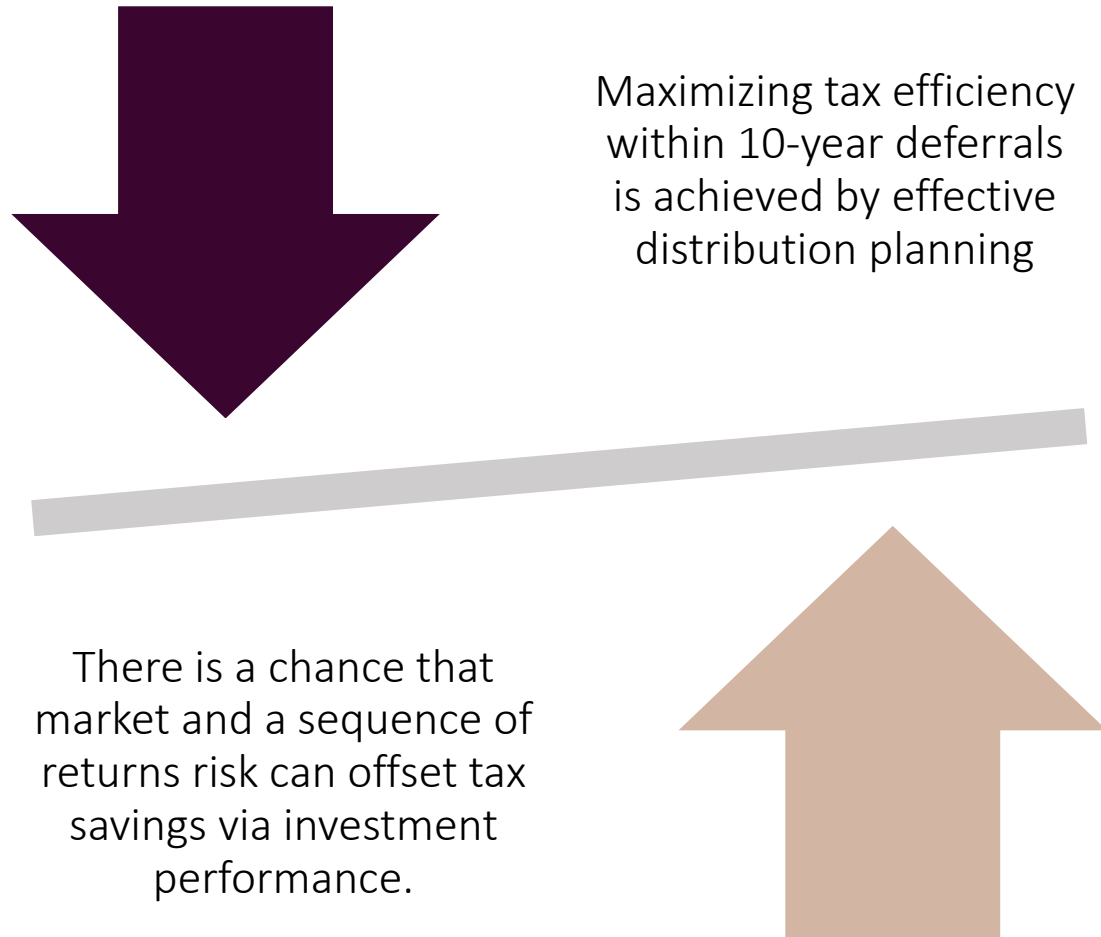 Maximizing tax efficiency
within 10-year deferrals
is achieved by effective
distribution planning
There is a chance that
market and a sequence of
returns risk can offset tax
savings via investment
performance.